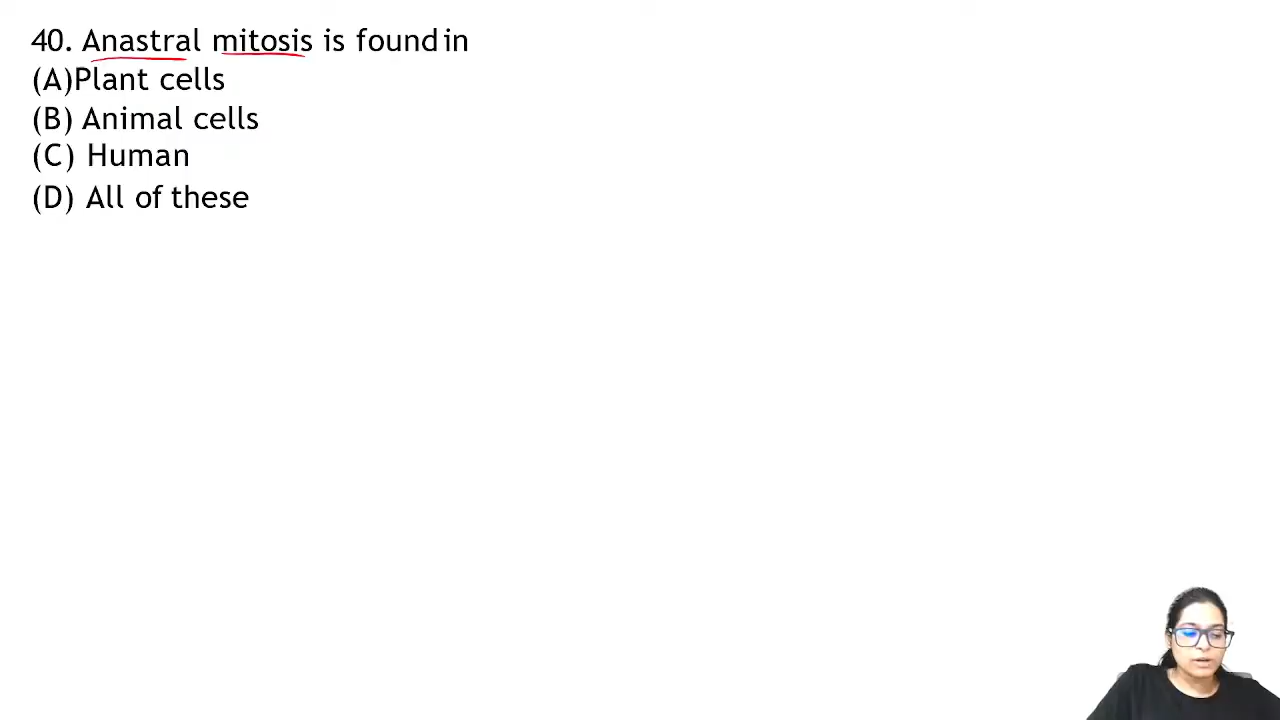 40. Anastral mitosis is found in
(A)Plant cells
(B) Animal cells
(C) Human
(D) All of these